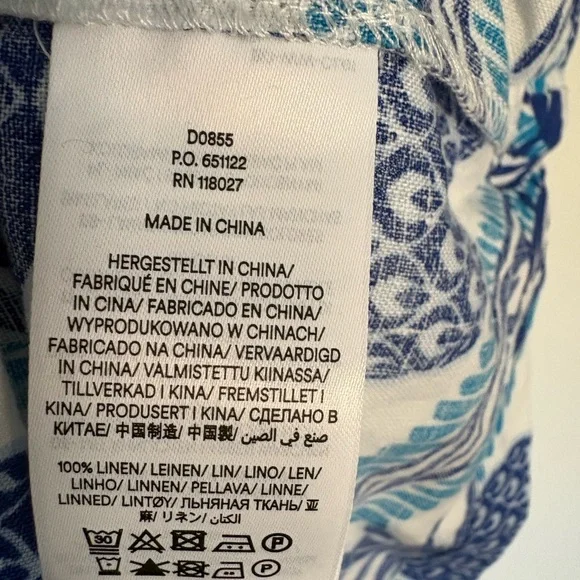 D0855
P.O. 651122
RN 118027
MADE IN CHINA
HERGESTELLT IN CHINA/
FABRIQUÉ EN CHINE/ PRODOTTO
IN CINA/ FABRICADO EN CHINA/
WYPRODUKOWANO W CHINACH/
FABRICADO NA CHINA/ VERVAARDIGD
IN CHINA/ VALMISTETTU KIINASSA/
TILLVERKAD I KINA/ FREMSTILLET I
KINA/ PRODUSERT I KINA/ СДЕЛАНО В
КИТАЕ/ 中国制造/ 中国製/ صنع في الصين
100% LINEN/ LEINEN/ LIN/ LINO/ LEN/
LINHO/ LINNEN/ PELLAVA/ LINNE/
LINNED/ LINTØY/ ЛЬНЯНАЯ ТКАНЬ/ 亚
麻/ リネン/ الكتان
30